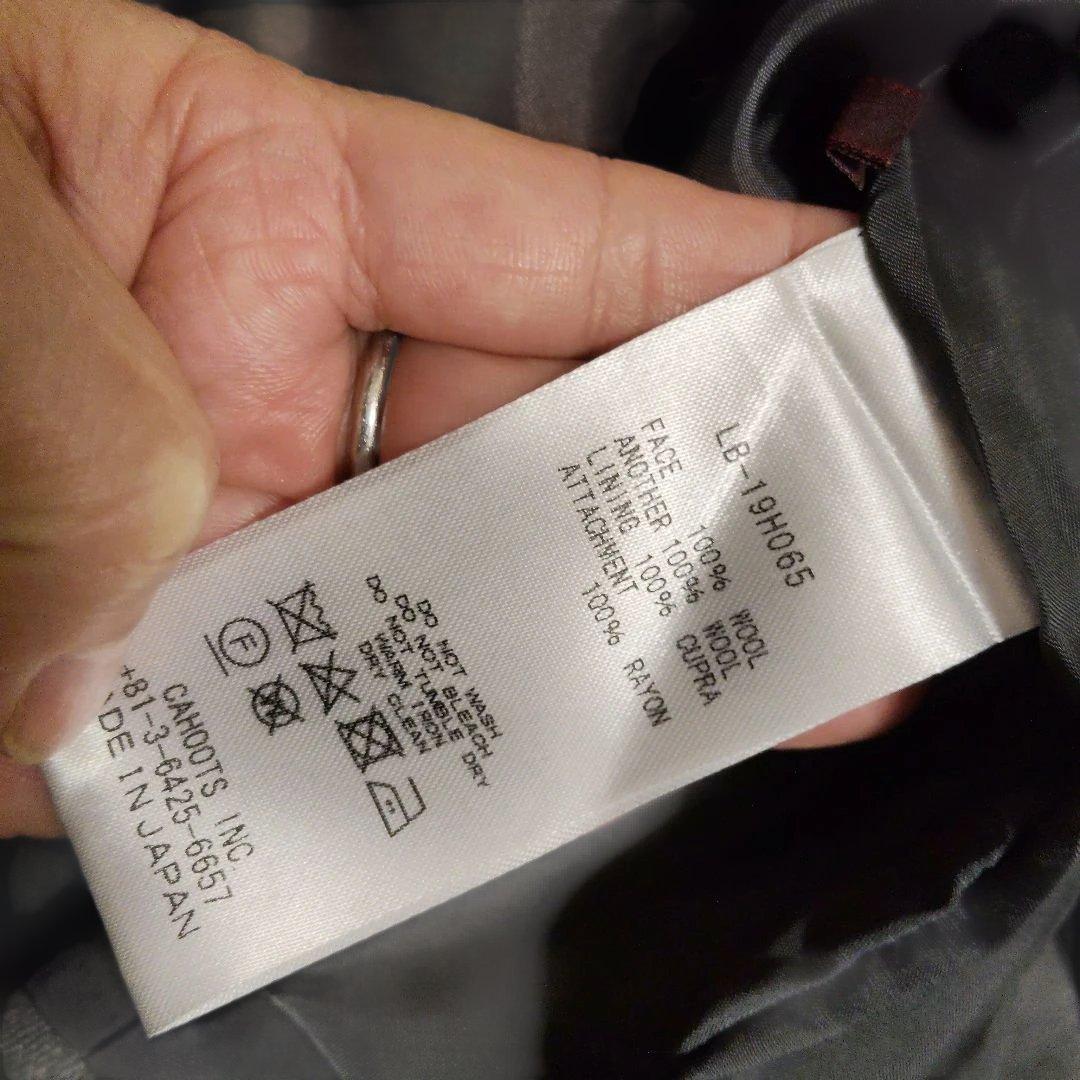 LB-19H065
FACE 100% WOOL
ANOTHER 100% WOOL
LINING 100% CUPRA
ATTACHMENT 100% RAYON
DO NOT WASH
DO NOT BLEACH
DO NOT TUMBLE DRY
WARM IRON
DRY CLEAN
F
CAHOOTS INC
+81-3-6425-6657
ADE IN JAPAN